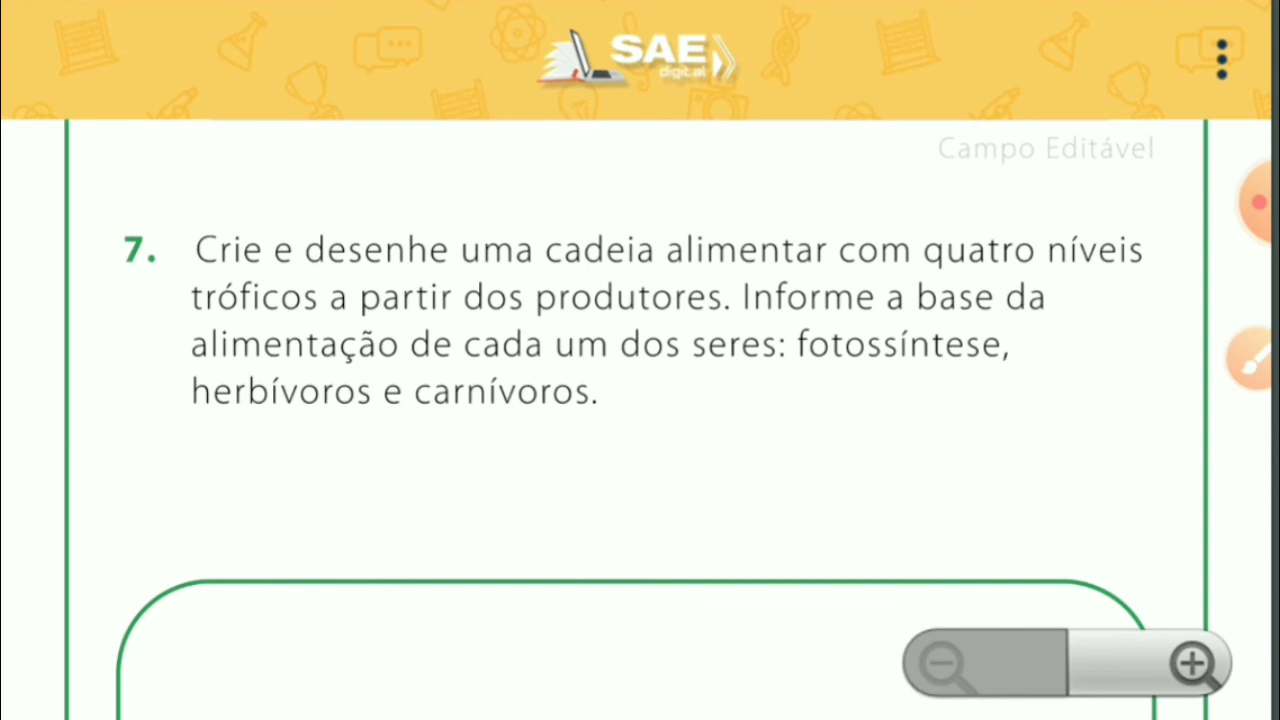 SAE
digital
Campo Editável
7. Crie e desenhe uma cadeia alimentar com quatro níveis
tróficos a partir dos produtores. Informe a base da
alimentação de cada um dos seres: fotossíntese,
herbívoros e carnívoros.